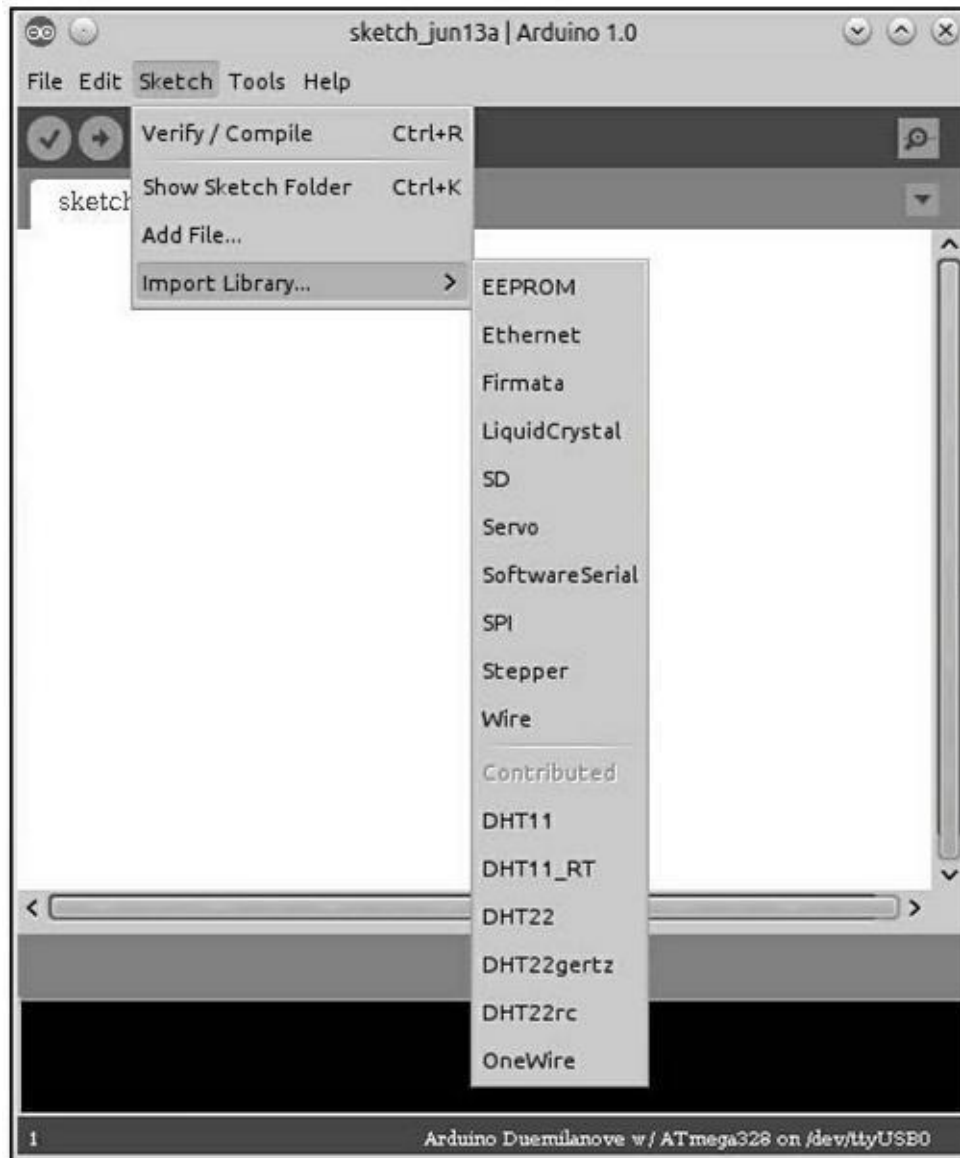 sketch_jun13a | Arduino 1.0
File Edit Sketch Tools Help
Verify / Compile Ctrl+R
Show Sketch Folder Ctrl+K
sketch
Add File...
Import Library... >
EEPROM
Ethernet
Firmata
LiquidCrystal
SD
Servo
SoftwareSerial
SPI
Stepper
Wire
Contributed
DHT11
DHT11_RT
DHT22
DHT22gertz
DHT22rc
OneWire
1 Arduino Duemilanove w/ ATmega328 on /dev/ttyUSB0